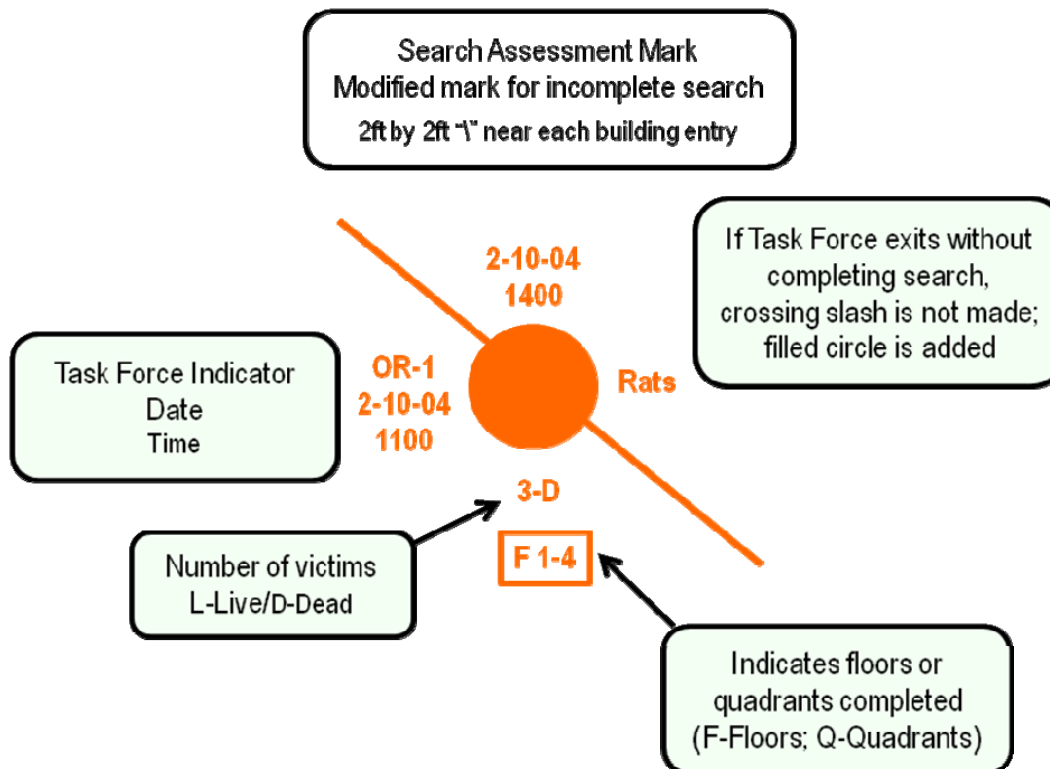 Search Assessment Mark
Modified mark for incomplete search
2ft by 2ft "\" near each building entry
If Task Force exits without
completing search,
crossing slash is not made;
filled circle is added
2-10-04
1400
Task Force Indicator
Date
Time
OR-1
2-10-04
1100
Rats
3-D
F 1-4
Number of victims
L-Live/D-Dead
Indicates floors or
quadrants completed
(F-Floors; Q-Quadrants)